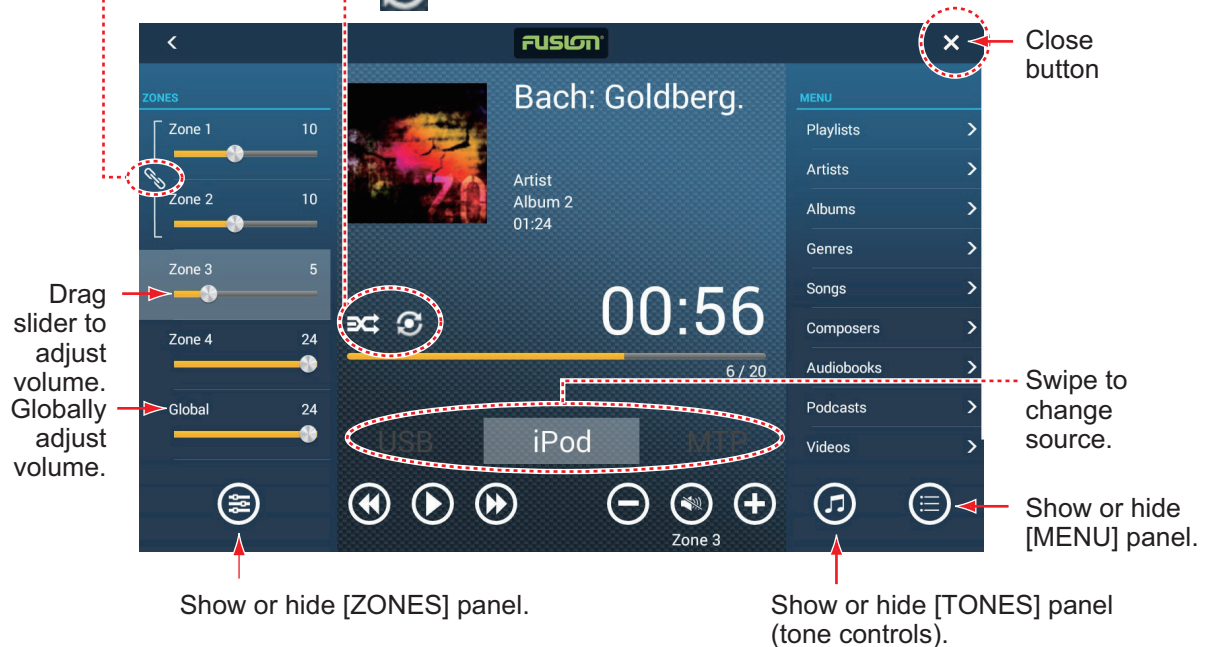 FUSION
Close
button
ZONES
Zone 1 10
Zone 2 10
Zone 3 5
Zone 4 24
Global 24
Drag
slider to
adjust
volume.
Globally
adjust
volume.
Bach: Goldberg.
Artist
Album 2
01:24
70
00:56
6 / 20
USB
iPod
MTP
Zone 3
MENU
Playlists
Artists
Albums
Genres
Songs
Composers
Audiobooks
Podcasts
Videos
Swipe to
change
source.
Show or hide
[MENU] panel.
Show or hide [ZONES] panel.
Show or hide [TONES] panel
(tone controls).